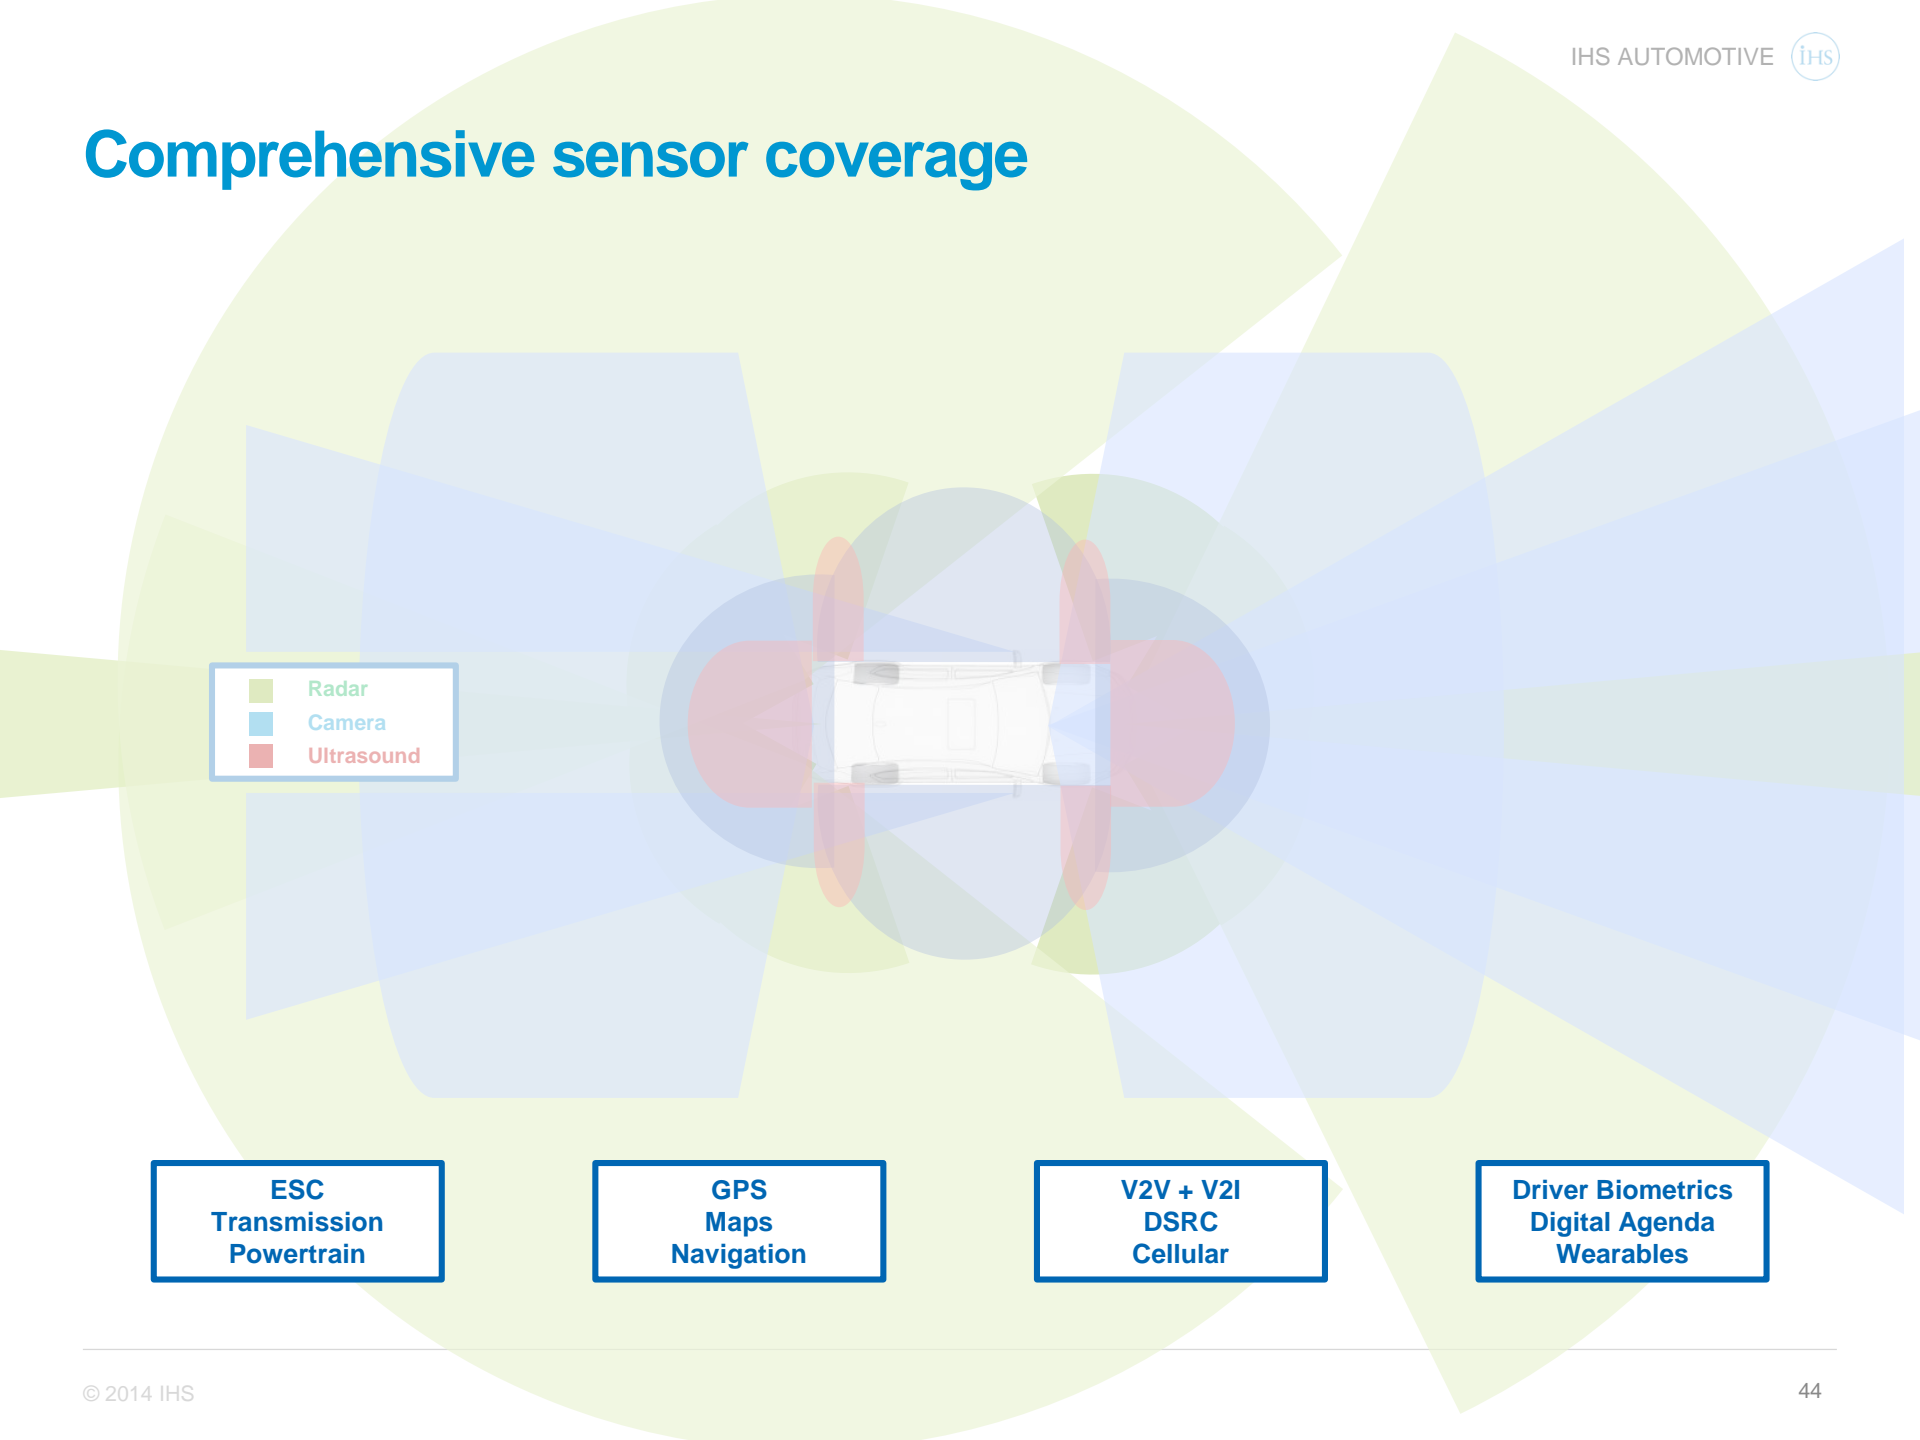 IHS AUTOMOTIVE iHS
Comprehensive sensor coverage
Radar
Camera
Ultrasound
ESC
Transmission
Powertrain
GPS
Maps
Navigation
V2V + V2I
DSRC
Cellular
Driver Biometrics
Digital Agenda
Wearables
© 2014 IHS
44